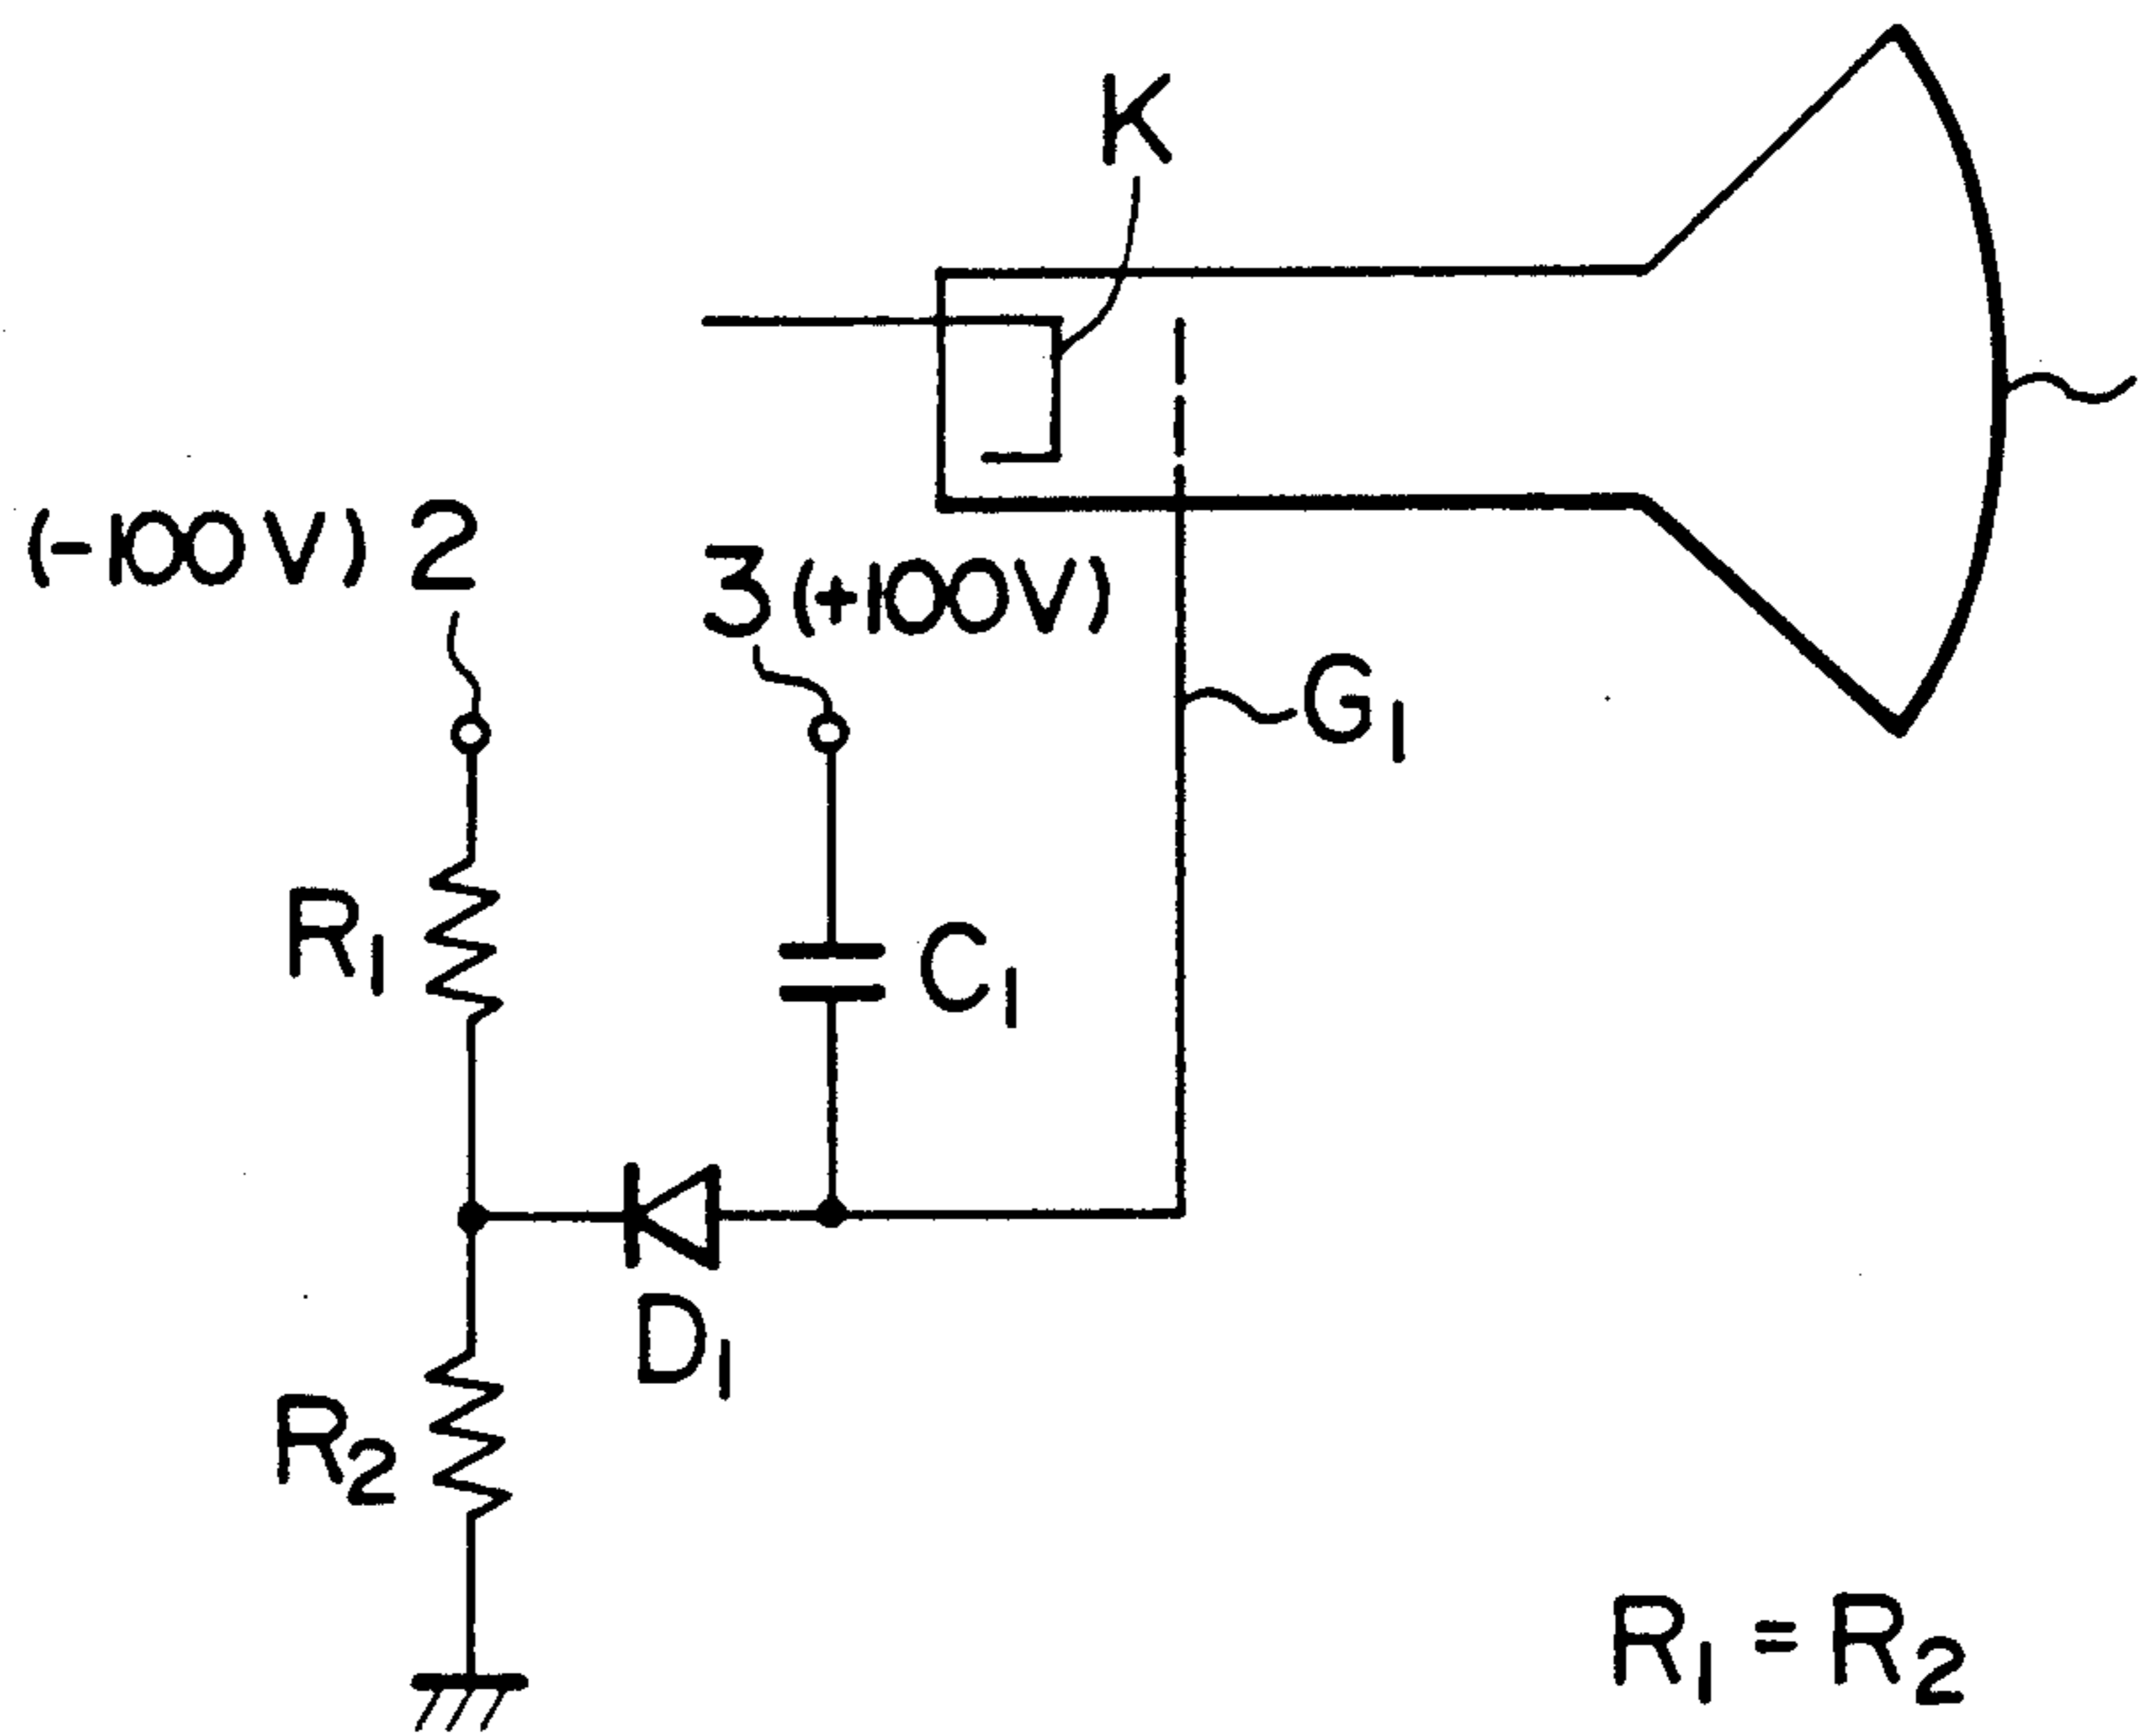 K
(-100V) 2
3 (+100V)
G1
R1
C1
D1
R2
R1 = R2